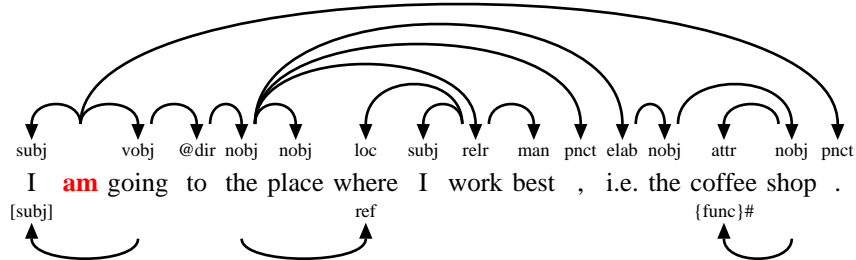 subj vobj @dir nobj nobj loc subj relr man pnct elab nobj attr nobj pnct
I am going to the place where I work best , i.e. the coffee shop .
[subj] ref {func}#